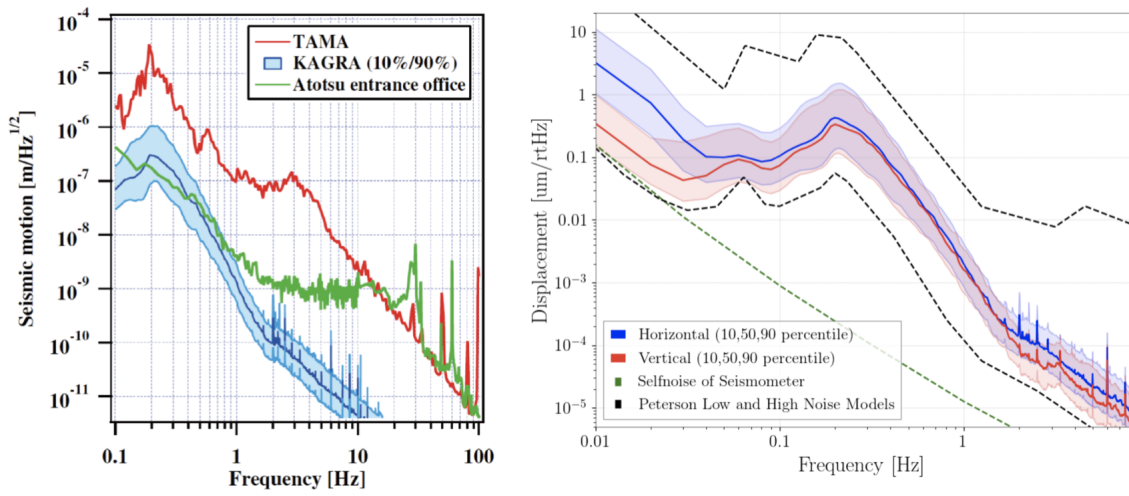 10⁻⁴
10⁻⁵
10⁻⁶
10⁻⁷
10⁻⁸
10⁻⁹
10⁻¹⁰
10⁻¹¹
Seismic motion [m/Hz^1/2]
TAMA
KAGRA (10%/90%)
Atotsu entrance office
0.1
1
10
100
Frequency [Hz]
10
1
0.1
0.01
10⁻³
10⁻⁴
10⁻⁵
Displacement [um/rtHz]
Horizontal (10,50,90 percentile)
Vertical (10,50,90 percentile)
Selfnoise of Seismometer
Peterson Low and High Noise Models
0.01
0.1
1
Frequency [Hz]